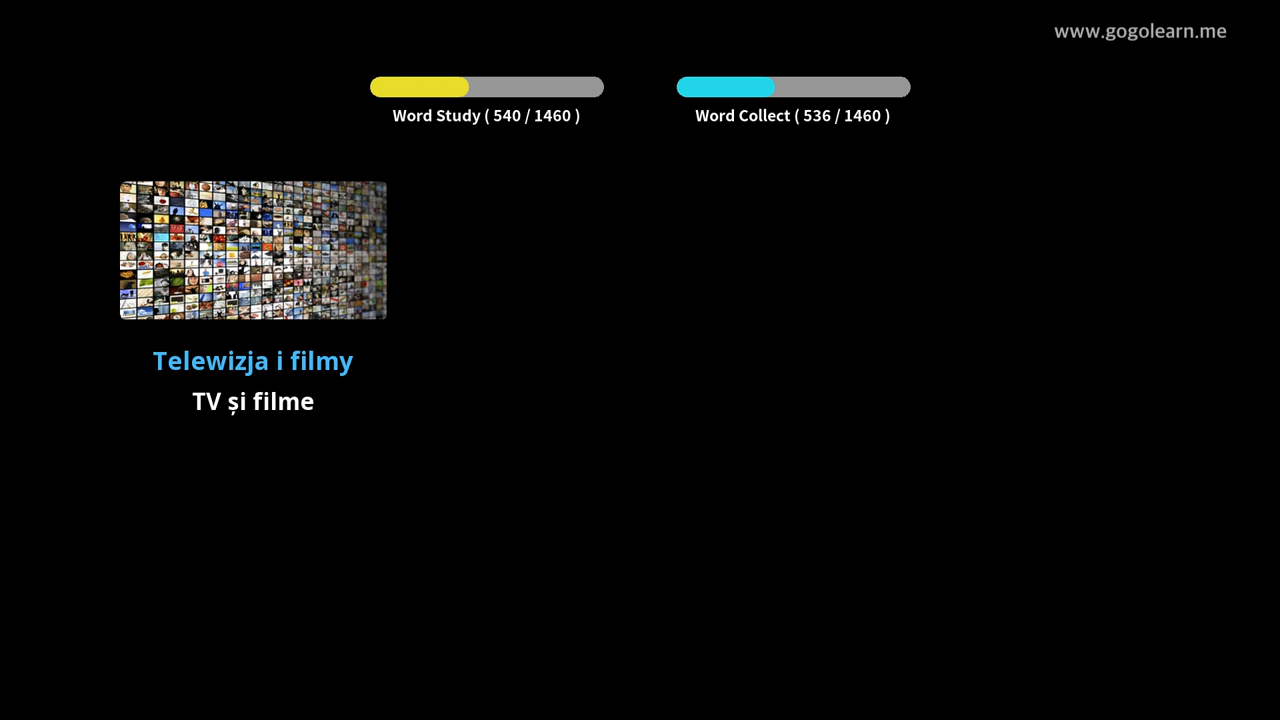 www.gogolearn.me
Word Study ( 540 / 1460 )
Word Collect ( 536 / 1460 )
Telewizja i filmy
TV și filme